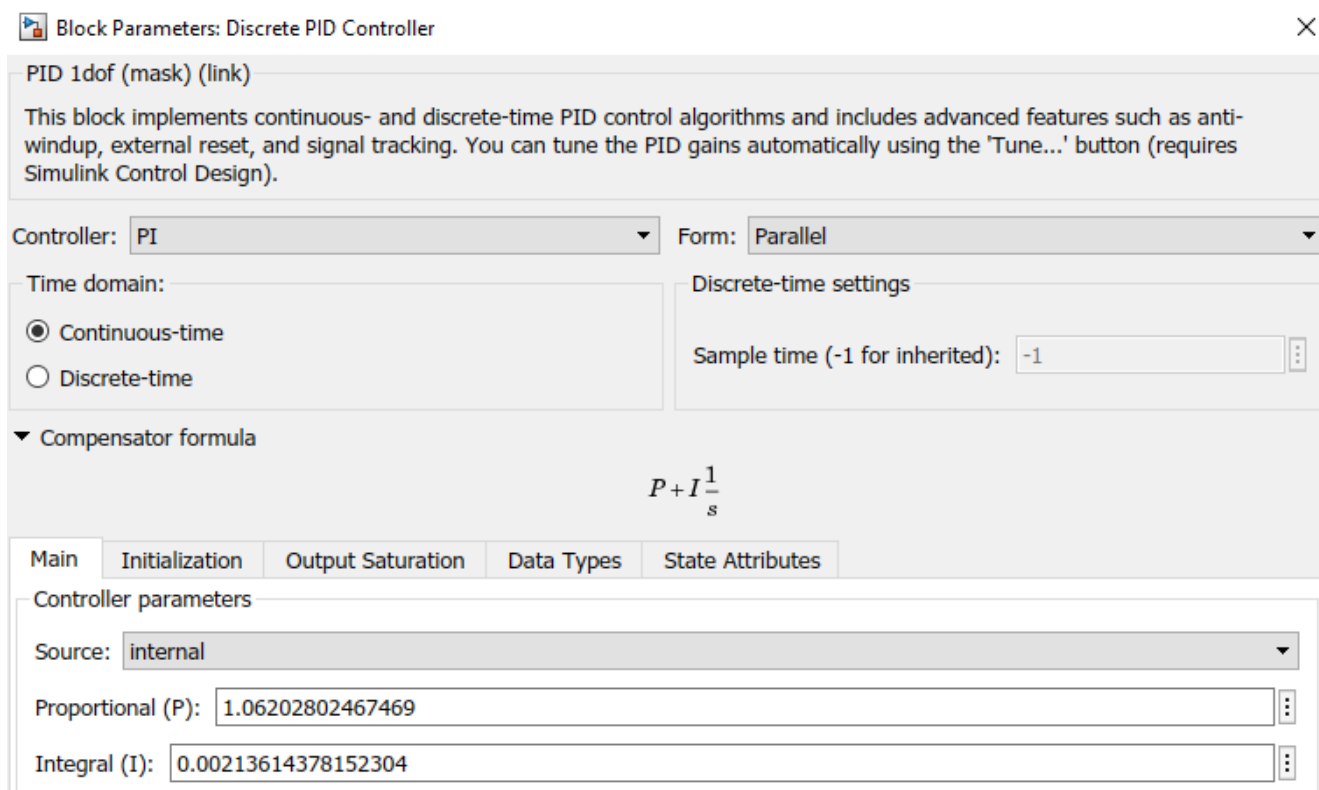 Block Parameters: Discrete PID Controller
PID 1dof (mask) (link)
This block implements continuous- and discrete-time PID control algorithms and includes advanced features such as anti-
windup, external reset, and signal tracking. You can tune the PID gains automatically using the 'Tune...' button (requires
Simulink Control Design).
Controller: PI Form: Parallel
Time domain: Discrete-time settings
Continuous-time
Sample time (-1 for inherited): -1
Discrete-time
Compensator formula
P + I 1/s
Main Initialization Output Saturation Data Types State Attributes
Controller parameters
Source: internal
Proportional (P): 1.06202802467469
Integral (I): 0.00213614378152304